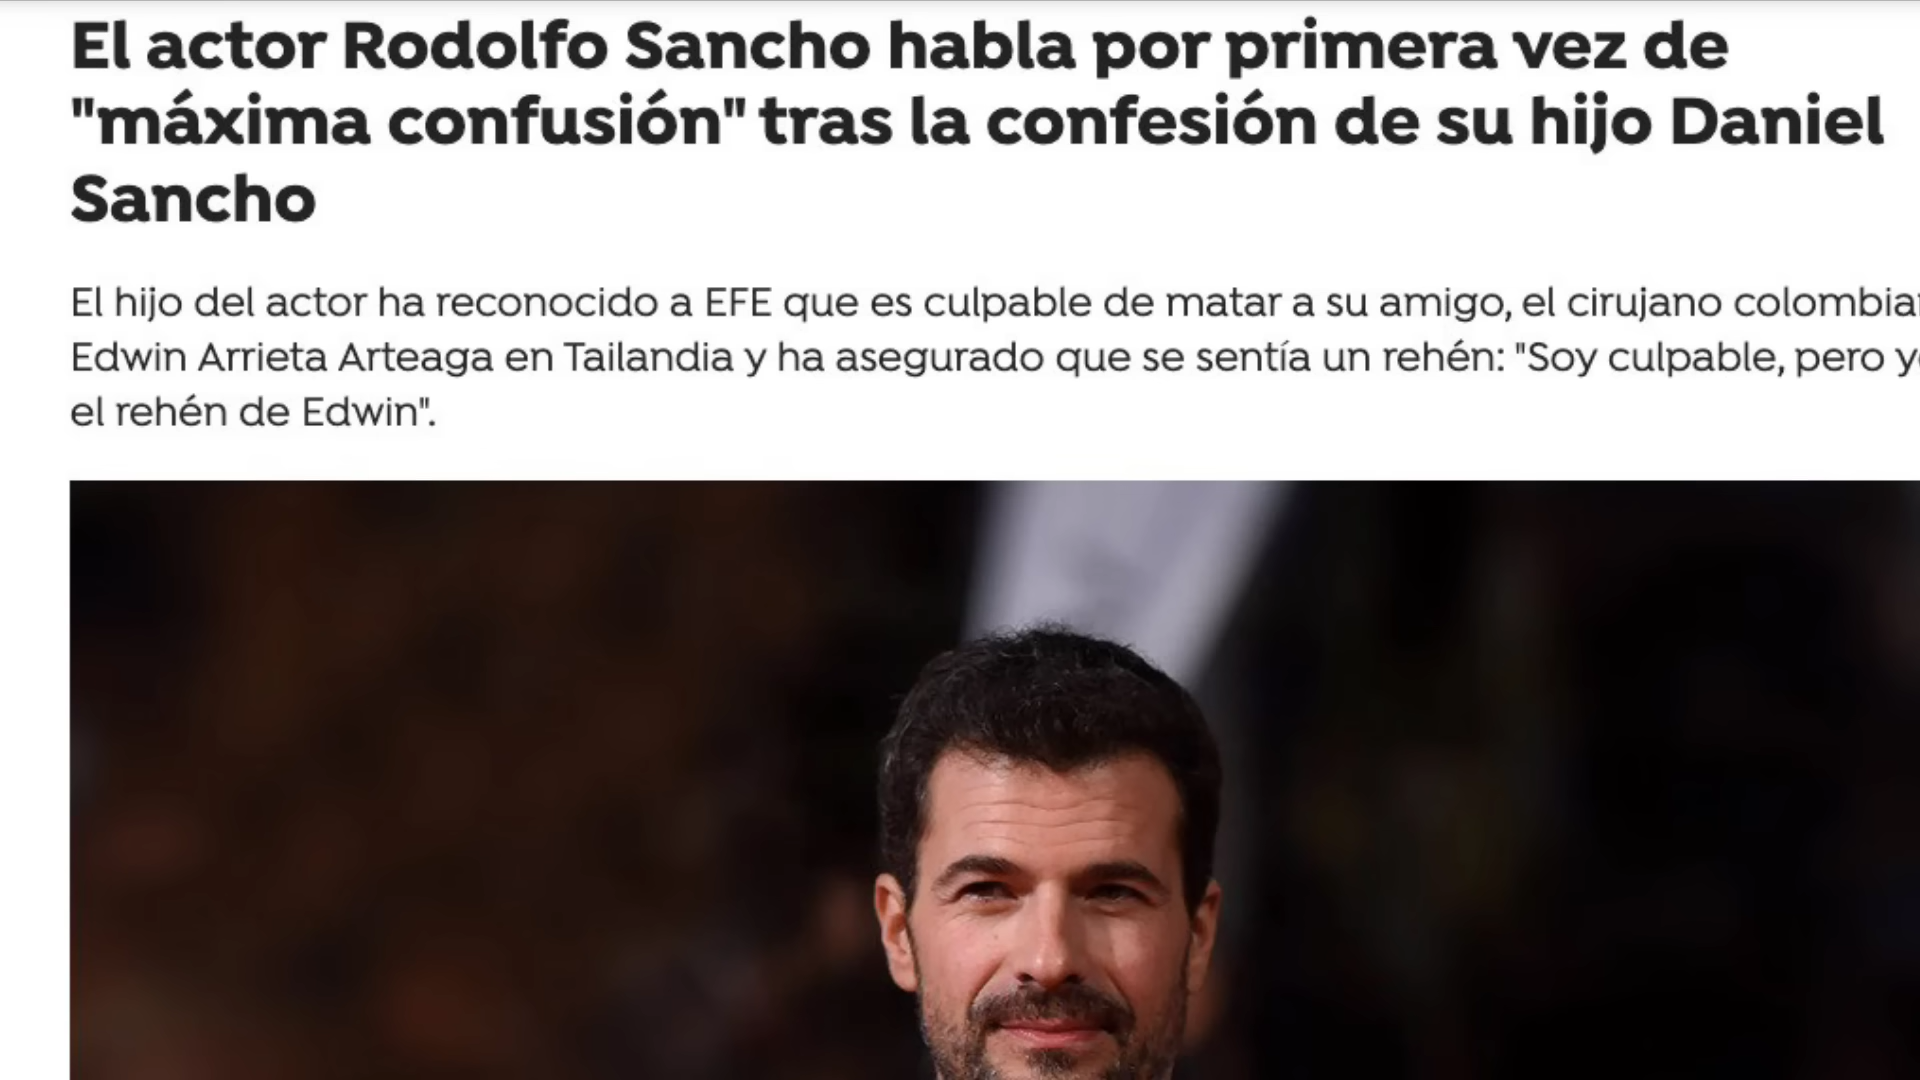 El actor Rodolfo Sancho habla por primera vez de
"máxima confusión" tras la confesión de su hijo Daniel
Sancho
El hijo del actor ha reconocido a EFE que es culpable de matar a su amigo, el cirujano
Edwin Arrieta Arteaga en Tailandia y ha asegurado que se sentía un rehén: "Soy culpable, pero
el rehén de Edwin".